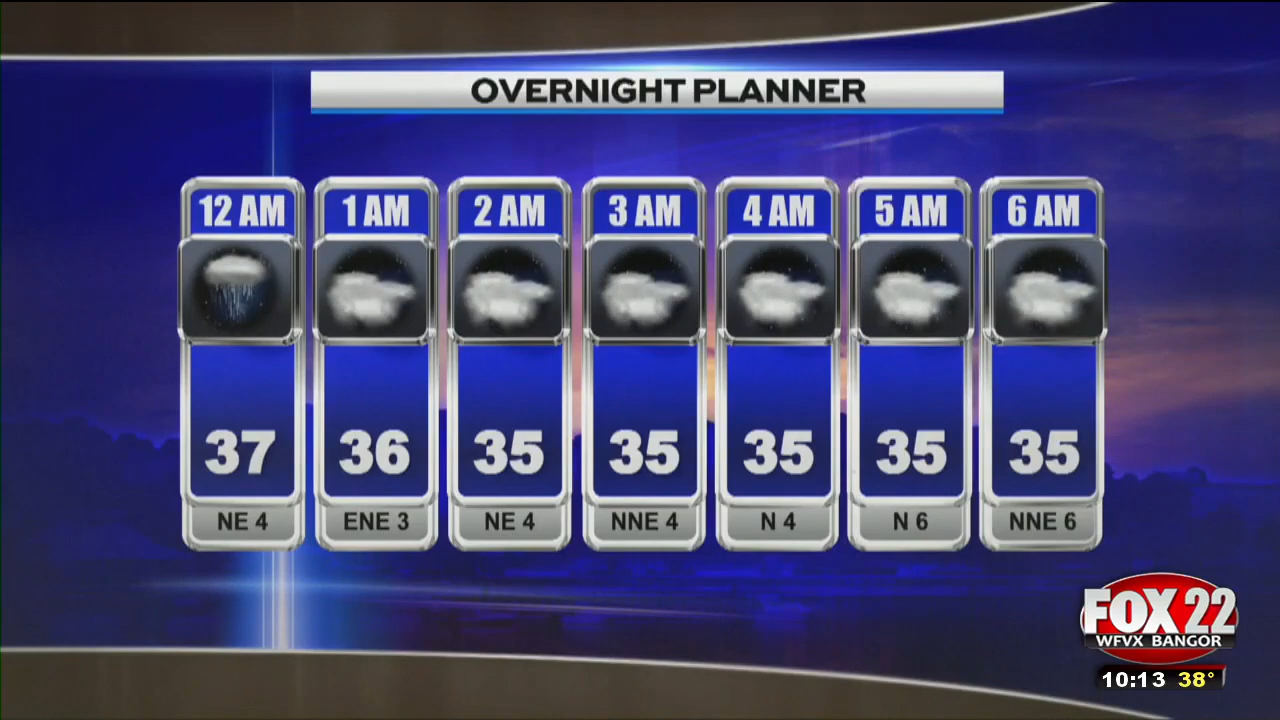 OVERNIGHT PLANNER
12 AM 1 AM 2 AM 3 AM 4 AM 5 AM 6 AM
37 36 35 35 35 35 35
NE 4 ENE 3 NE 4 NNE 4 N 4 N 6 NNE 6
FOX 22
WFVX BANGOR
10:13 38°